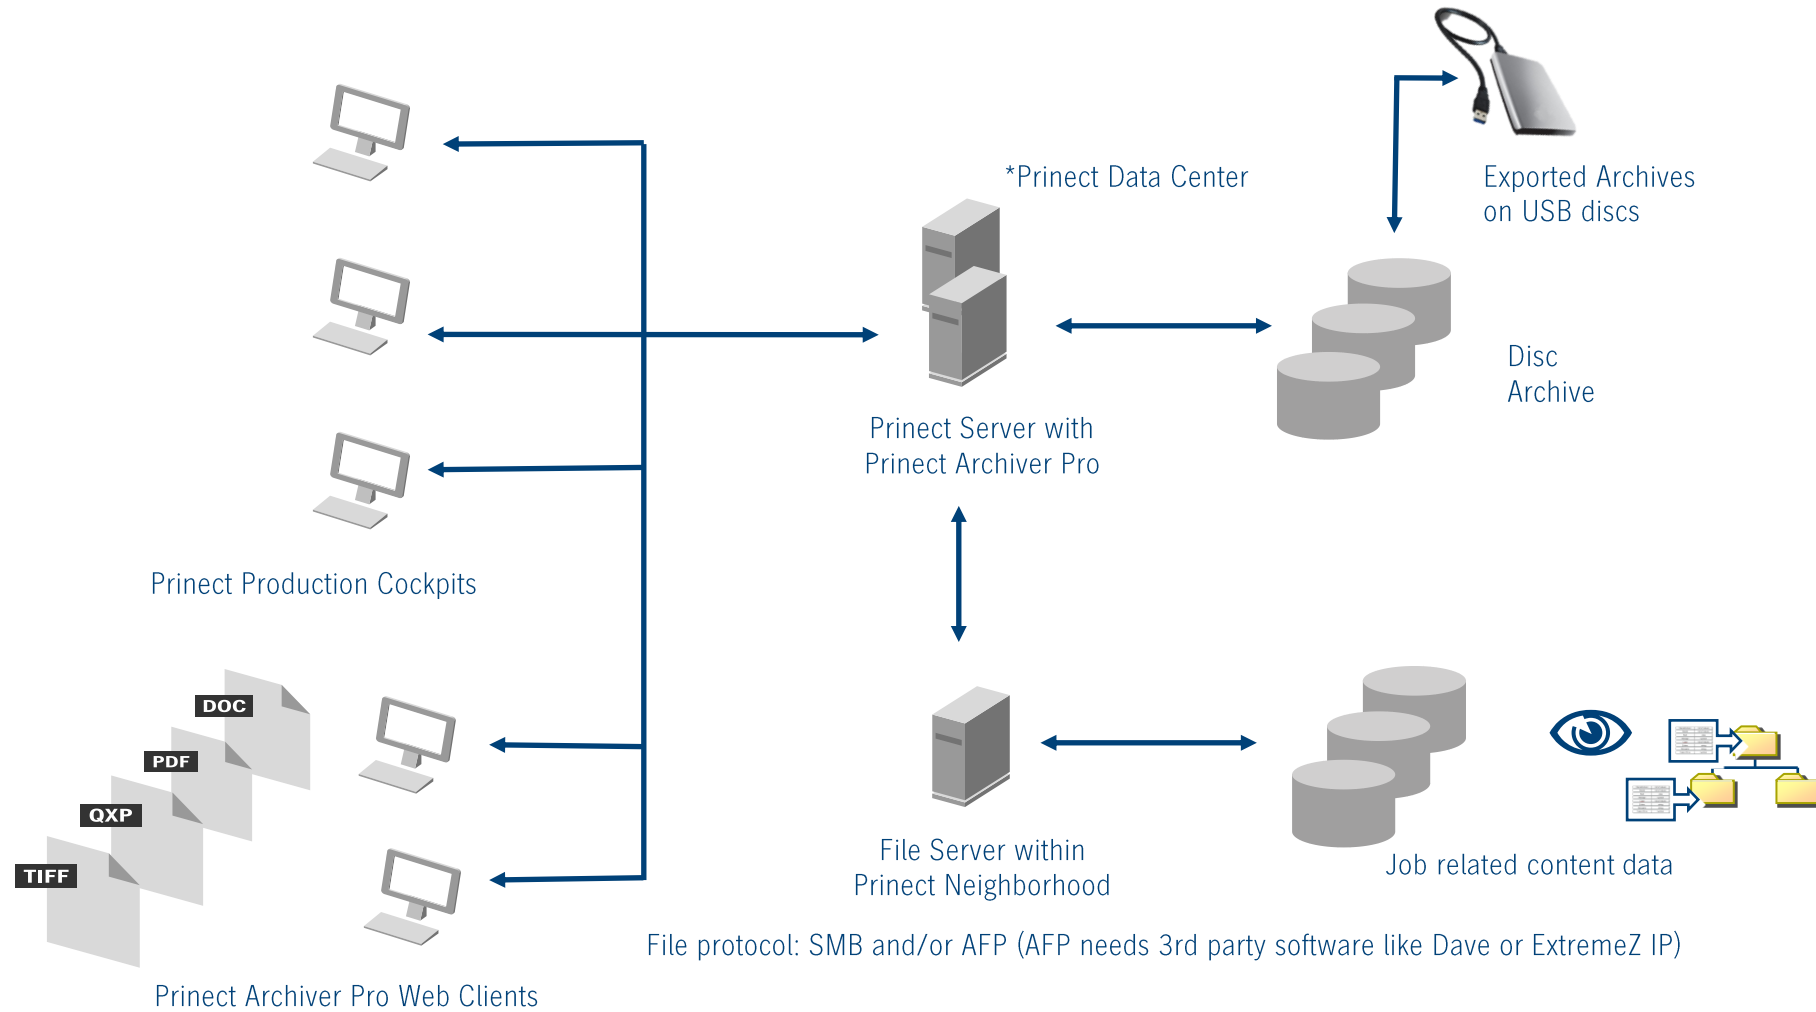 *Prinect Data Center
Exported Archives
on USB discs
Disc
Archive
Prinect Server with
Prinect Archiver Pro
Prinect Production Cockpits
DOC
PDF
QXP
TIFF
File Server within
Prinect Neighborhood
Job related content data
File protocol: SMB and/or AFP (AFP needs 3rd party software like Dave or ExtremeZ IP)
Prinect Archiver Pro Web Clients